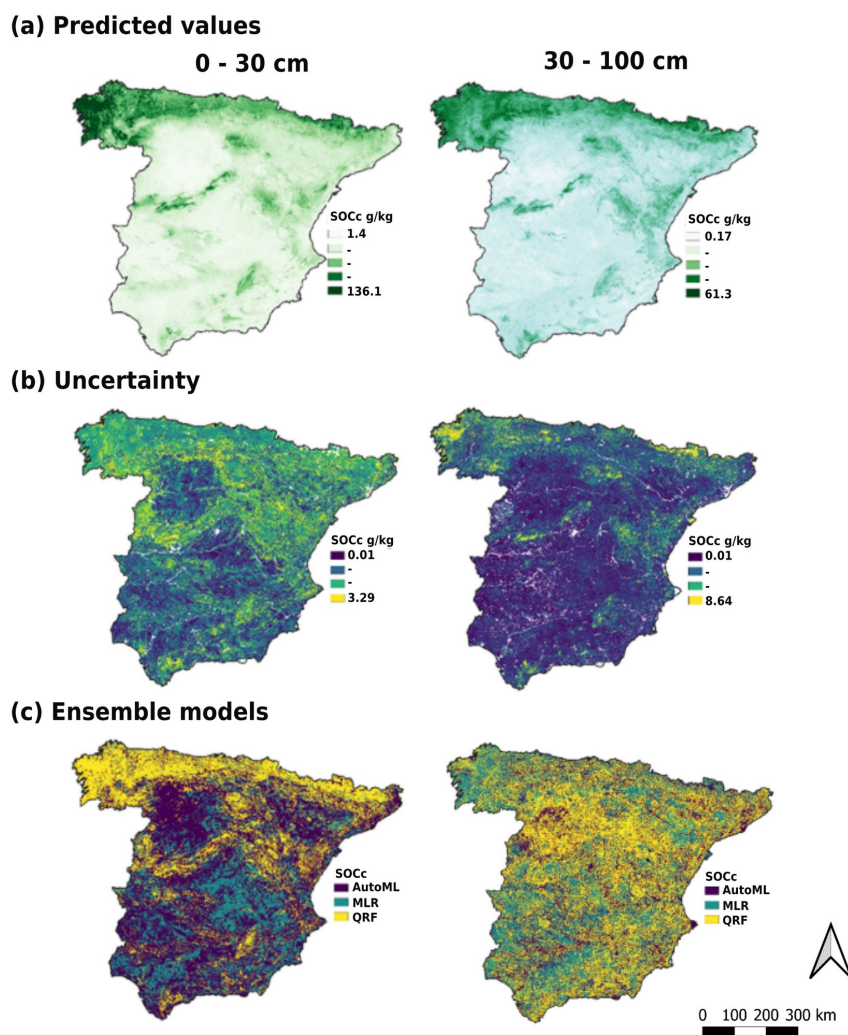 (a) Predicted values
0 - 30 cm
30 - 100 cm
SOCc g/kg
1.4
-
-
-
136.1
SOCc g/kg
0.17
-
-
-
61.3
(b) Uncertainty
SOCc g/kg
0.01
-
-
3.29
SOCc g/kg
0.01
-
-
8.64
(c) Ensemble models
SOCc
AutoML
MLR
QRF
SOCc
AutoML
MLR
QRF
0 100 200 300 km